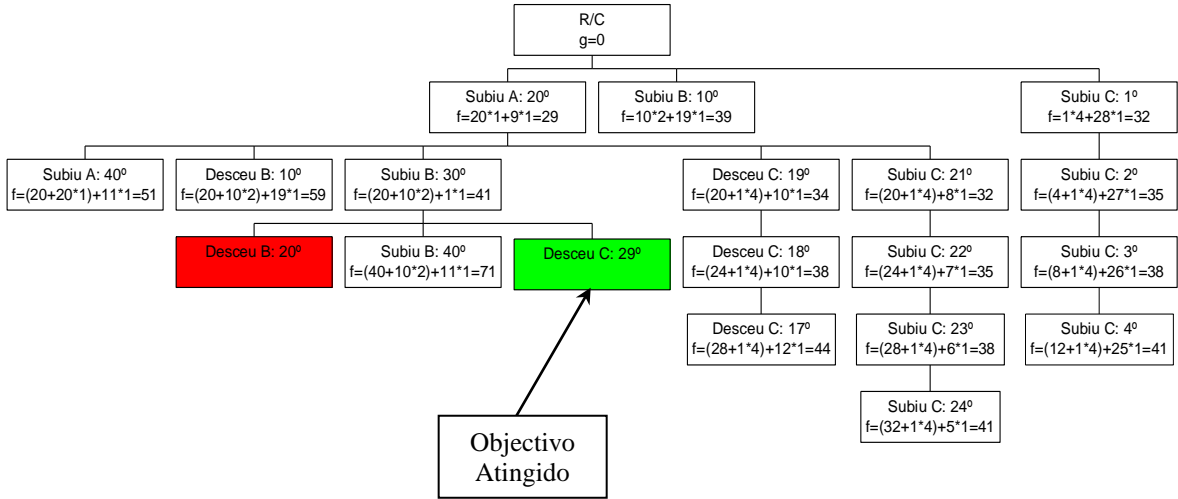 R/C
g=0
Subiu A: 20º
f=20*1+9*1=29
Subiu B: 10º
f=10*2+19*1=39
Subiu C: 1º
f=1*4+28*1=32
Subiu A: 40º
f=(20+20*1)+11*1=51
Desceu B: 10º
f=(20+10*2)+19*1=59
Subiu B: 30º
f=(20+10*2)+1*1=41
Desceu C: 19º
f=(20+1*4)+10*1=34
Subiu C: 21º
f=(20+1*4)+8*1=32
Subiu C: 2º
f=(4+1*4)+27*1=35
Desceu B: 20º
Subiu B: 40º
f=(40+10*2)+11*1=71
Desceu C: 29º
Desceu C: 18º
f=(24+1*4)+10*1=38
Subiu C: 22º
f=(24+1*4)+7*1=35
Subiu C: 3º
f=(8+1*4)+26*1=38
Desceu C: 17º
f=(28+1*4)+12*1=44
Subiu C: 23º
f=(28+1*4)+6*1=38
Subiu C: 4º
f=(12+1*4)+25*1=41
Subiu C: 24º
f=(32+1*4)+5*1=41
Objectivo
Atingido